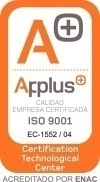 A+
Applus+
CALIDAD
EMPRESA CERTIFICADA
ISO 9001
EC-1552 / 04
Certification
Technological
Center
ACREDITADO POR ENAC